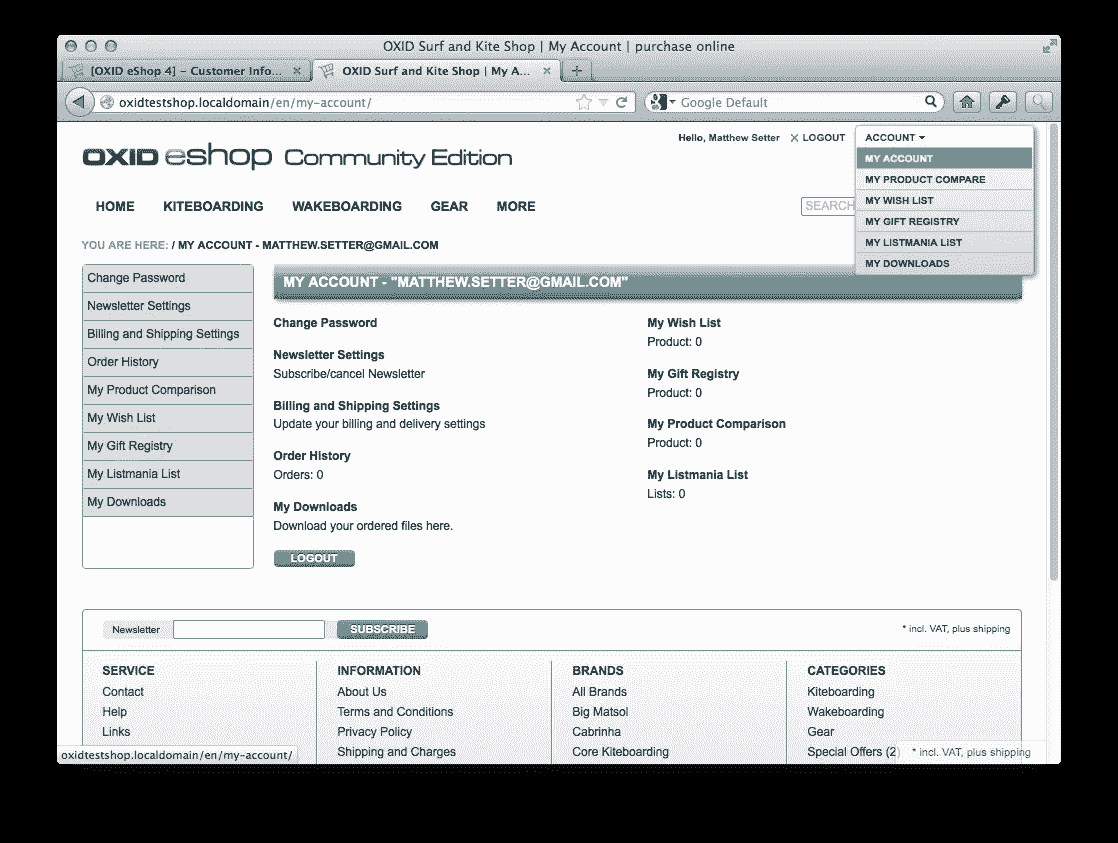 OXID Surf and Kite Shop | My Account | purchase online
[OXID eShop 4] – Customer Info... ×
OXID Surf and Kite Shop | My A... ×
oxidtestshop.localdomain/en/my-account/
Google Default
Hello, Matthew Setter
LOGOUT
ACCOUNT
MY ACCOUNT
MY PRODUCT COMPARE
MY WISH LIST
MY GIFT REGISTRY
MY LISTMANIA LIST
MY DOWNLOADS
OXID eshop Community Edition
HOME KITEBOARDING WAKEBOARDING GEAR MORE
SEARCH
YOU ARE HERE: / MY ACCOUNT - MATTHEW.SETTER@GMAIL.COM
Change Password
Newsletter Settings
Billing and Shipping Settings
Order History
My Product Comparison
My Wish List
My Gift Registry
My Listmania List
My Downloads
MY ACCOUNT - "MATTHEW.SETTER@GMAIL.COM"
Change Password
Newsletter Settings
Subscribe/cancel Newsletter
Billing and Shipping Settings
Update your billing and delivery settings
Order History
Orders: 0
My Downloads
Download your ordered files here.
LOGOUT
My Wish List
Product: 0
My Gift Registry
Product: 0
My Product Comparison
Product: 0
My Listmania List
Lists: 0
Newsletter
SUBSCRIBE
* incl. VAT, plus shipping
SERVICE
Contact
Help
Links
INFORMATION
About Us
Terms and Conditions
Privacy Policy
Shipping and Charges
BRANDS
All Brands
Big Matsol
Cabrinha
Core Kiteboarding
CATEGORIES
Kiteboarding
Wakeboarding
Gear
Special Offers (2)
* incl. VAT, plus shipping
oxidtestshop.localdomain/en/my-account/